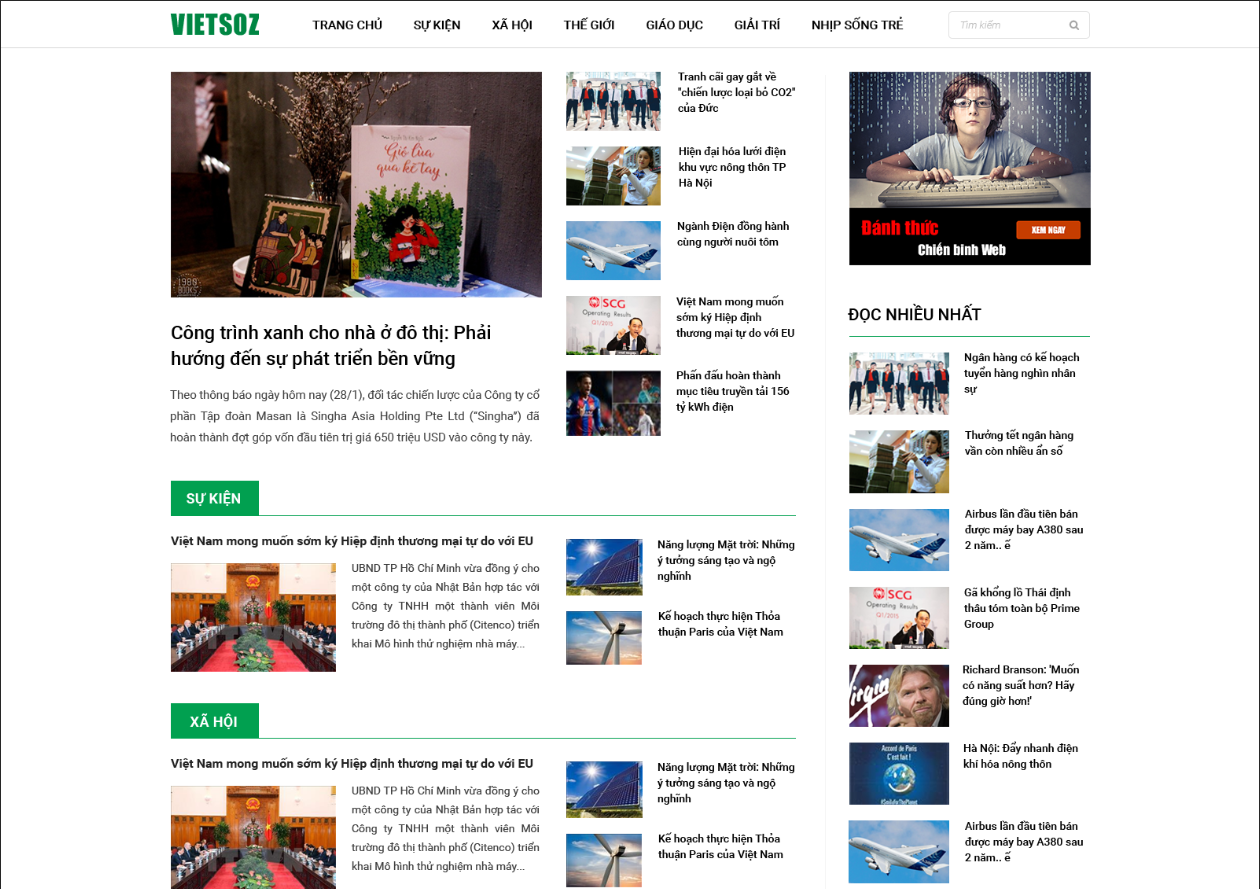 VIETSOZ
TRANG CHỦ
SỰ KIỆN
XÃ HỘI
THẾ GIỚI
GIÁO DỤC
GIẢI TRÍ
NHỊP SỐNG TRẺ
Tìm kiếm
Gió lùa
qua kẽ tay
1980
BOOKS
Công trình xanh cho nhà ở đô thị: Phải
hướng đến sự phát triển bền vững
Theo thông báo ngày hôm nay (28/1), đối tác chiến lược của Công ty cổ
phần Tập đoàn Masan là Singha Asia Holding Pte Ltd (“Singha”) đã
hoàn thành đợt góp vốn đầu tiên trị giá 650 triệu USD vào công ty này.
Tranh cãi gay gắt về
"chiến lược loại bỏ CO2"
của Đức
Hiện đại hóa lưới điện
khu vực nông thôn TP
Hà Nội
Ngành Điện đồng hành
cùng người nuôi tôm
SCG
Operating Results
Q1/2015
Việt Nam mong muốn
sớm ký Hiệp định
thương mại tự do với EU
Phấn đấu hoàn thành
mục tiêu truyền tải 156
tỷ kWh điện
SỰ KIỆN
Việt Nam mong muốn sớm ký Hiệp định thương mại tự do với EU
UBND TP Hồ Chí Minh vừa đồng ý cho
một công ty của Nhật Bản hợp tác với
Công ty TNHH một thành viên Môi
trường đô thị thành phố (Citenco) triển
khai Mô hình thử nghiệm nhà máy...
Năng lượng Mặt trời: Những
ý tưởng sáng tạo và ngộ
nghĩnh
Kế hoạch thực hiện Thỏa
thuận Paris của Việt Nam
XÃ HỘI
Việt Nam mong muốn sớm ký Hiệp định thương mại tự do với EU
UBND TP Hồ Chí Minh vừa đồng ý cho
một công ty của Nhật Bản hợp tác với
Công ty TNHH một thành viên Môi
trường đô thị thành phố (Citenco) triển
khai Mô hình thử nghiệm nhà máy...
Năng lượng Mặt trời: Những
ý tưởng sáng tạo và ngộ
nghĩnh
Kế hoạch thực hiện Thỏa
thuận Paris của Việt Nam
Đánh thức
XEM NGAY
Chiến binh Web
ĐỌC NHIỀU NHẤT
Ngân hàng có kế hoạch
tuyển hàng nghìn nhân
sự
Thưởng tết ngân hàng
vẫn còn nhiều ẩn số
Airbus lần đầu tiên bán
được máy bay A380 sau
2 năm.. ế
SCG
Operating Results
Q1/2015
Gã khổng lồ Thái định
thâu tóm toàn bộ Prime
Group
Virgin
Richard Branson: 'Muốn
có năng suất hơn? Hãy
đúng giờ hơn!'
Accord de Paris
C'est fait !
Hà Nội: Đẩy nhanh điện
khí hóa nông thôn
Airbus lần đầu tiên bán
được máy bay A380 sau
2 năm.. ế